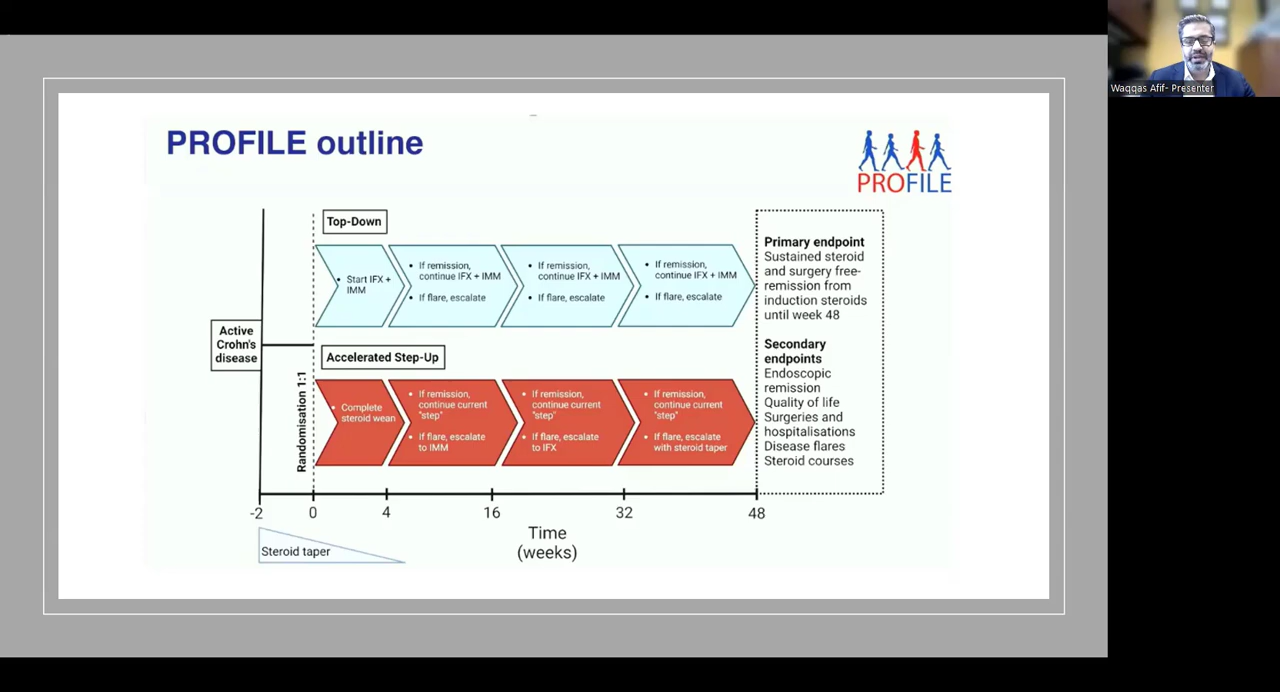 Waqqas Afif- Presenter
PROFILE outline
PROFILE
Top-Down
• Start IFX +
IMM
• If remission,
continue IFX + IMM
• If flare, escalate
• If remission,
continue IFX + IMM
• If flare, escalate
• If remission,
continue IFX + IMM
• If flare, escalate
Active
Crohn's
disease
Randomisation 1:1
Accelerated Step-Up
• Complete
steroid wean
• If remission,
continue current
"step"
• If flare, escalate
to IMM
• If remission,
continue current
"step"
• If flare, escalate
to IFX
• If remission,
continue current
"step"
• If flare, escalate
with steroid taper
Primary endpoint
Sustained steroid
and surgery free-
remission from
induction steroids
until week 48
Secondary
endpoints
Endoscopic
remission
Quality of life
Surgeries and
hospitalisations
Disease flares
Steroid courses
-2 0 4 16 32 48
Time
(weeks)
Steroid taper